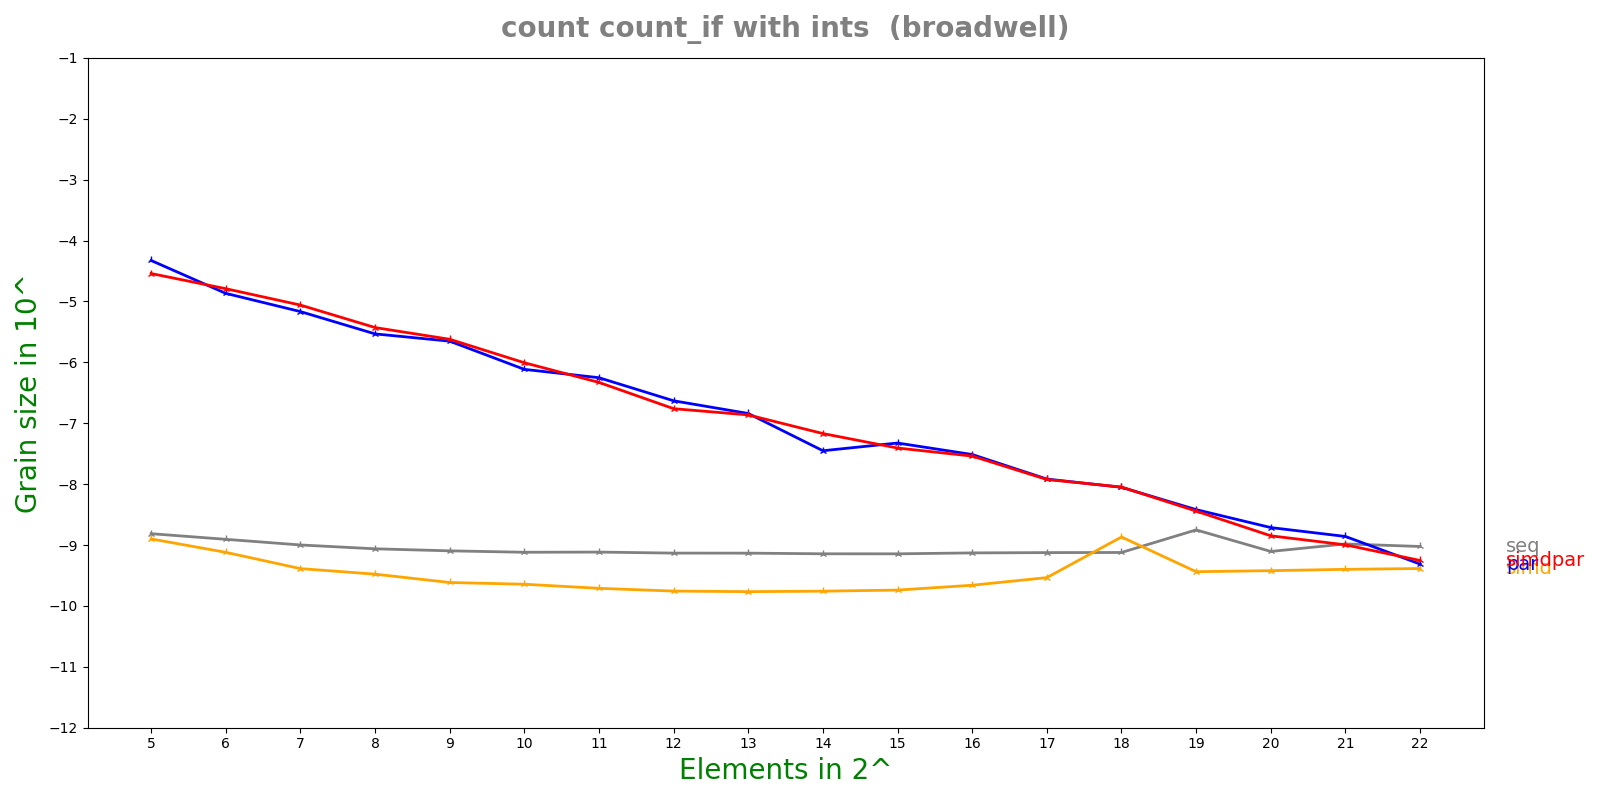 count count_if with ints (broadwell)
Grain size in 10^
−1
−2
−3
−4
−5
−6
−7
−8
−9
−10
−11
−12
5 6 7 8 9 10 11 12 13 14 15 16 17 18 19 20 21 22
Elements in 2^
seq
simdpar
par
simd